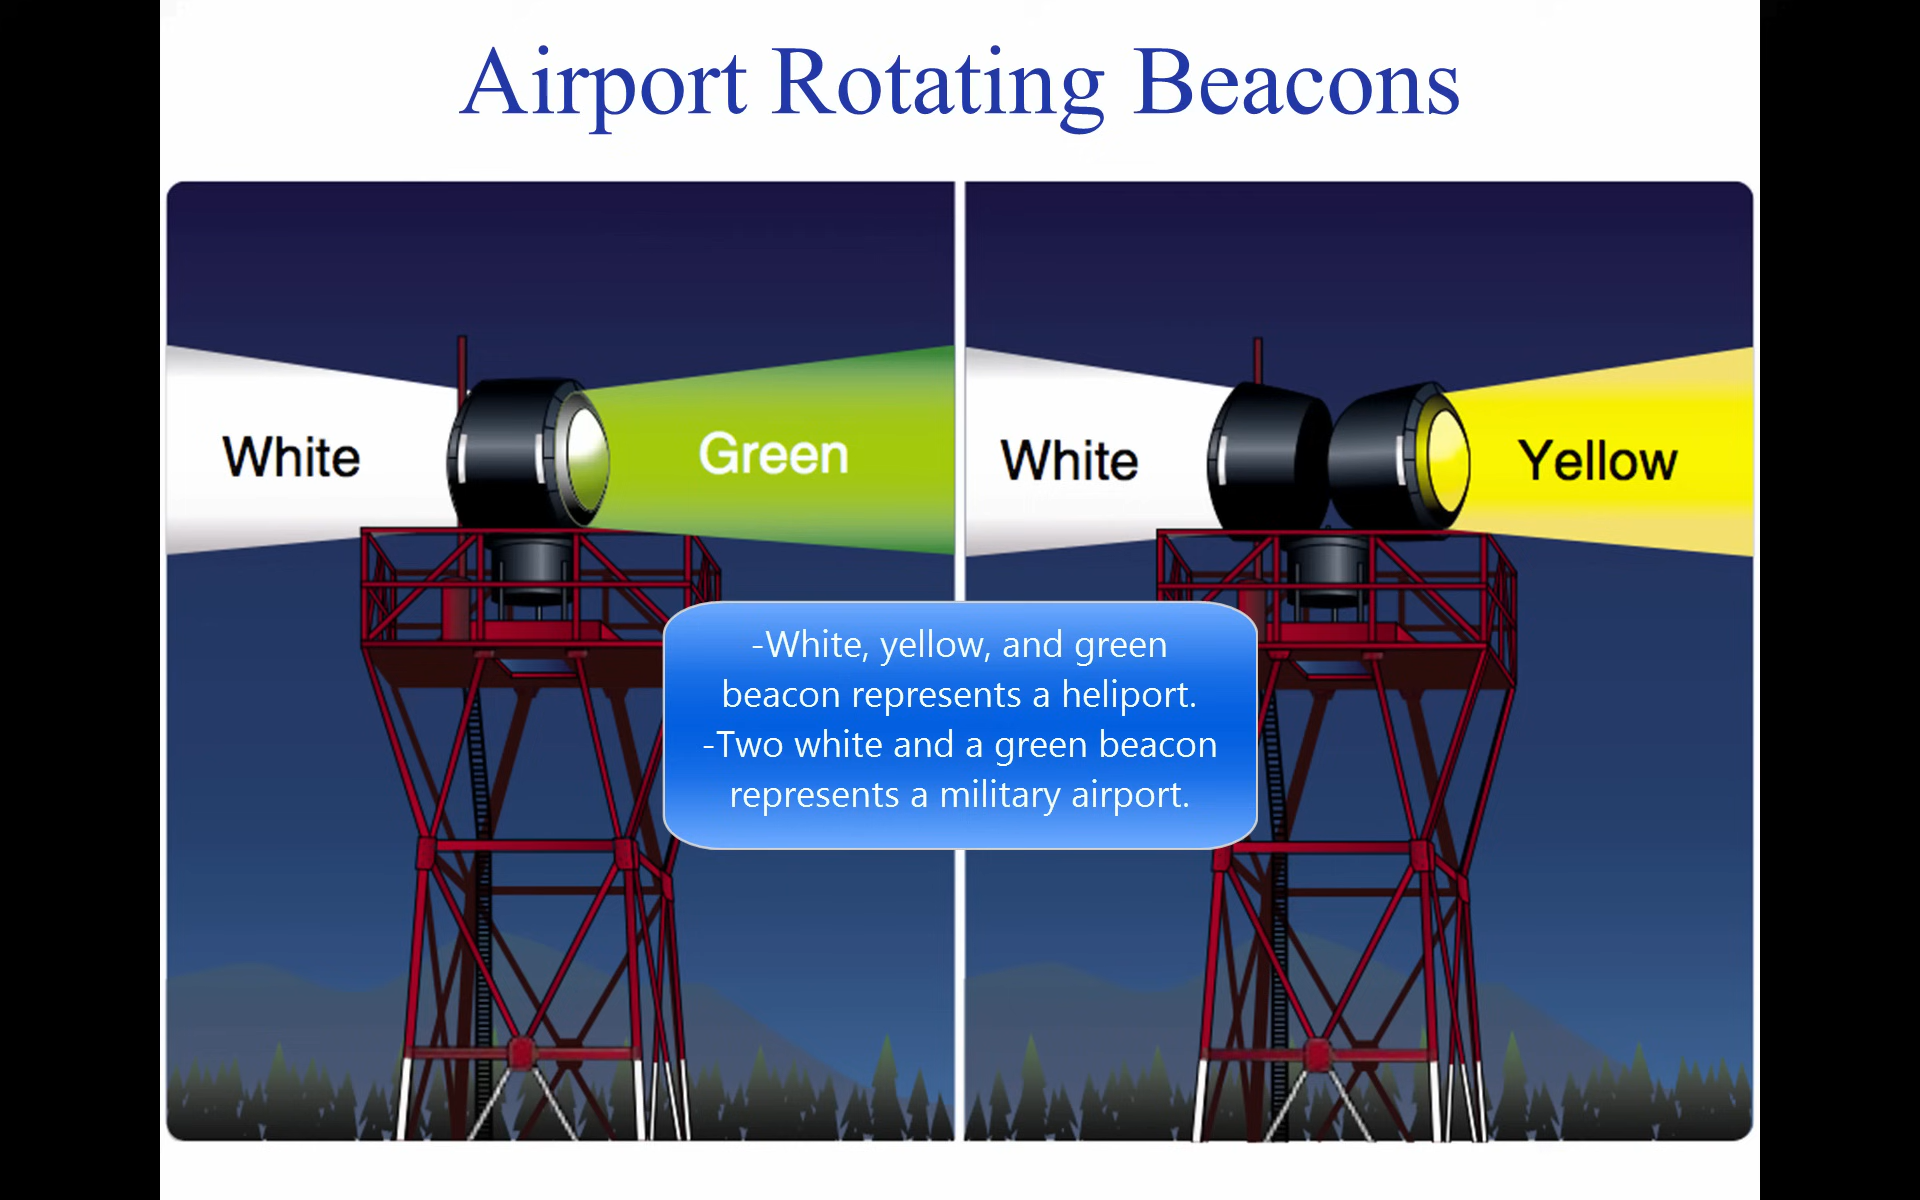 Airport Rotating Beacons
White
Green
White
Yellow
-White, yellow, and green
beacon represents a heliport.
-Two white and a green beacon
represents a military airport.